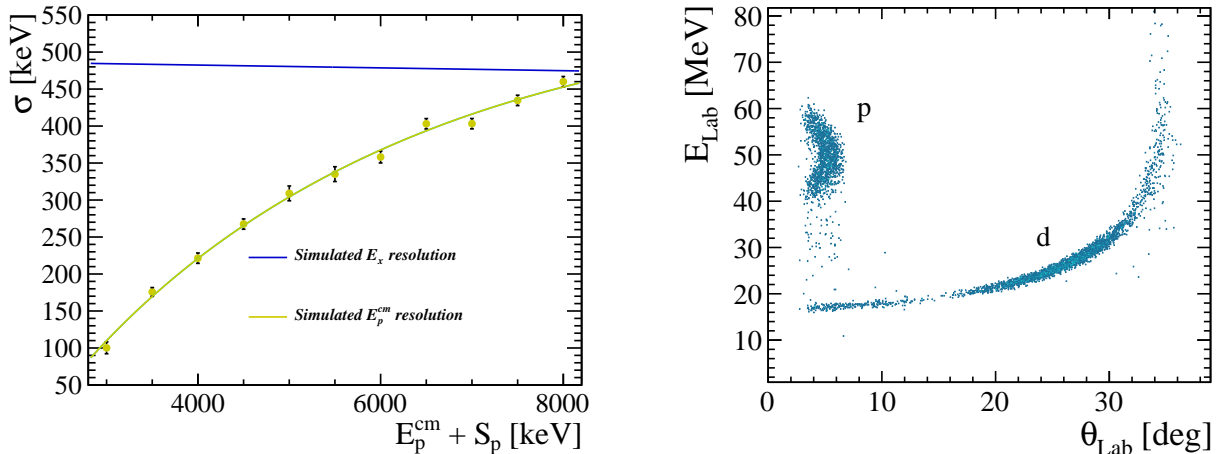 σ [keV]
550
500
450
400
350
300
250
200
150
100
50
Simulated E_x resolution
Simulated E_p^cm resolution
4000 6000 8000
E_p^cm + S_p [keV]
E_Lab [MeV]
80
70
60
50
40
30
20
10
p
d
0 10 20 30
θ_Lab [deg]